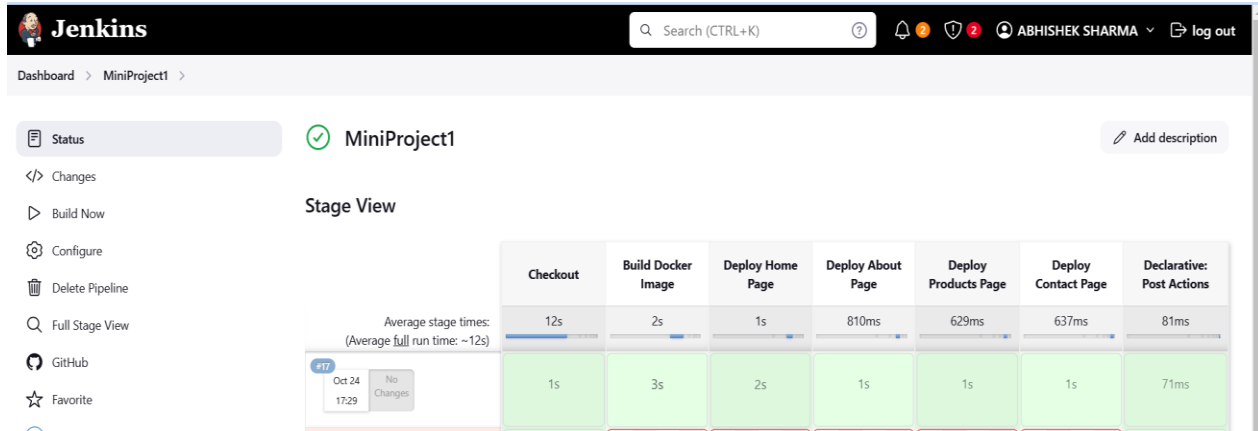 Jenkins
Search (CTRL+K)
?
2
2
ABHISHEK SHARMA
log out
Dashboard > MiniProject1 >
Status
MiniProject1
Add description
</> Changes
Build Now
Stage View
Configure
Delete Pipeline
Full Stage View
GitHub
Favorite
Checkout
Build Docker Image
Deploy Home Page
Deploy About Page
Deploy Products Page
Deploy Contact Page
Declarative: Post Actions
Average stage times:
(Average full run time: ~12s)
12s
2s
1s
810ms
629ms
637ms
81ms
#17
Oct 24
17:29
No
Changes
1s
3s
2s
1s
1s
1s
71ms